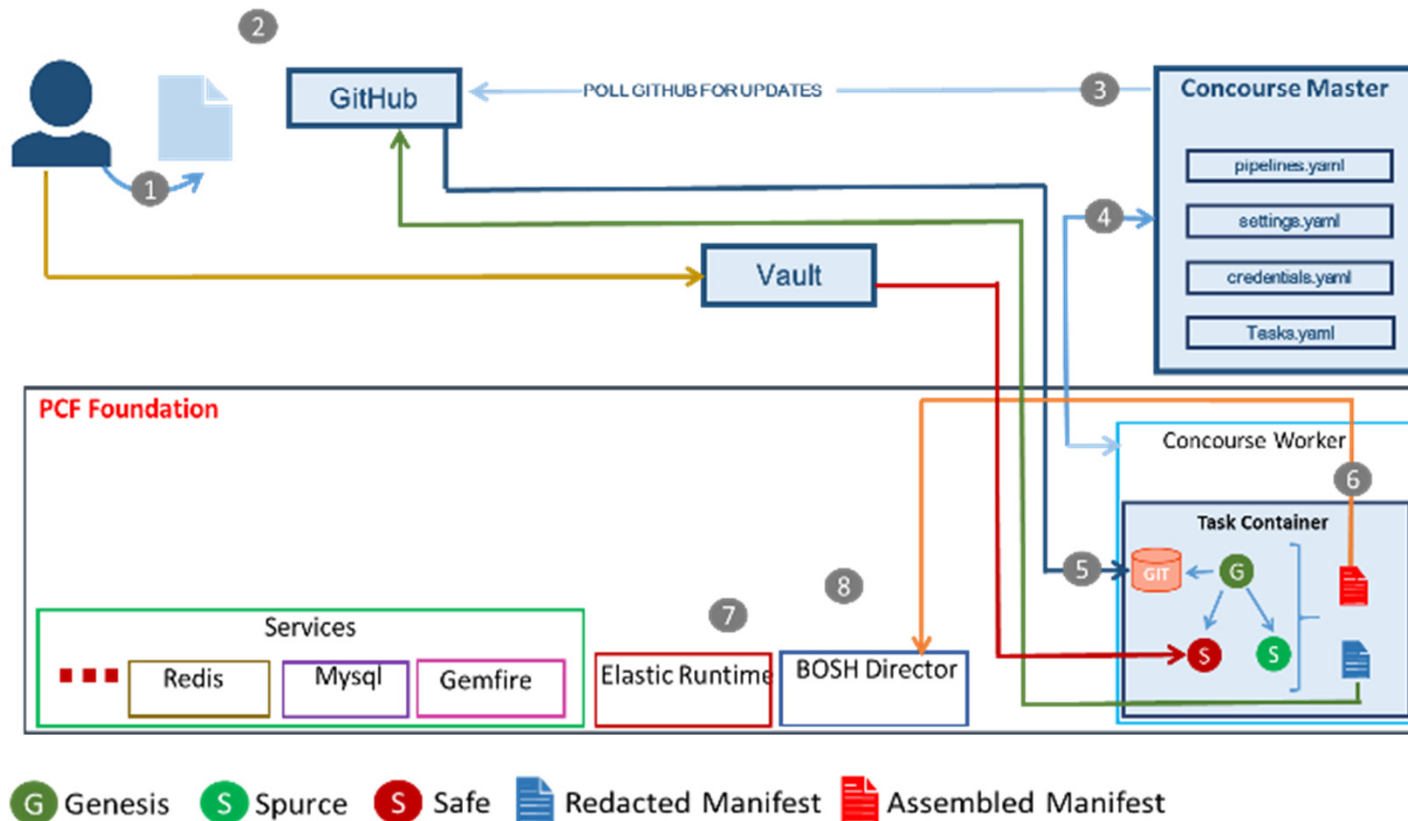 2
GitHub
POLL GITHUB FOR UPDATES
3
Concourse Master
pipelines.yaml
1
4
settings.yaml
Vault
credentials.yaml
Tasks.yaml
PCF Foundation
Concourse Worker
6
Task Container
5
GIT
G
8
7
Services
S
S
Redis
Mysql
Gemfire
Elastic Runtime
BOSH Director
G Genesis
S Spurce
S Safe
Redacted Manifest
Assembled Manifest